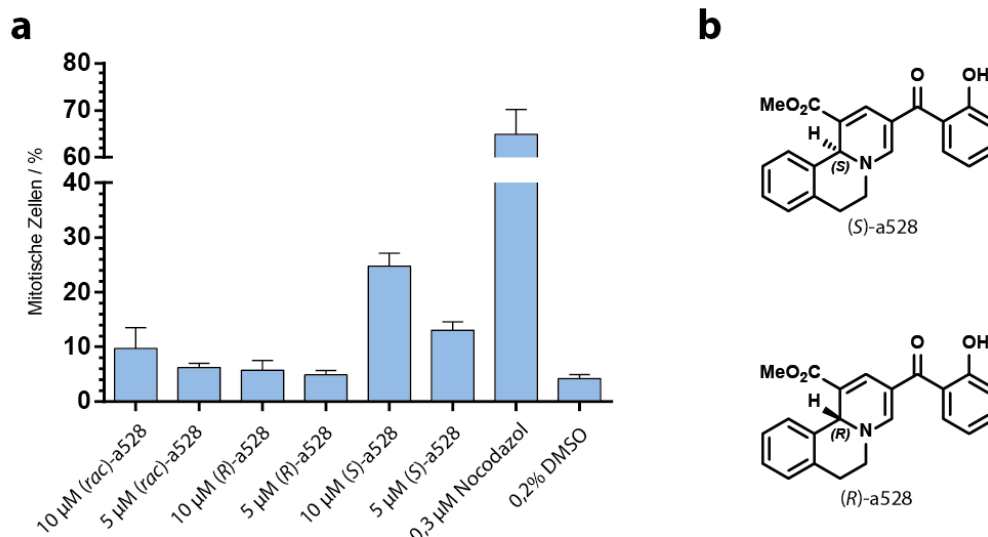 a
80
70
60
40
30
20
10
0
Mitotische Zellen / %
10 µM (rac)-a528
5 µM (rac)-a528
10 µM (R)-a528
5 µM (R)-a528
10 µM (S)-a528
5 µM (S)-a528
0,3 µM Nocodazol
0,2% DMSO
b
O
OH
MeO₂C
H
(S)
N
(S)-a528
O
OH
MeO₂C
H
(R)
N
(R)-a528